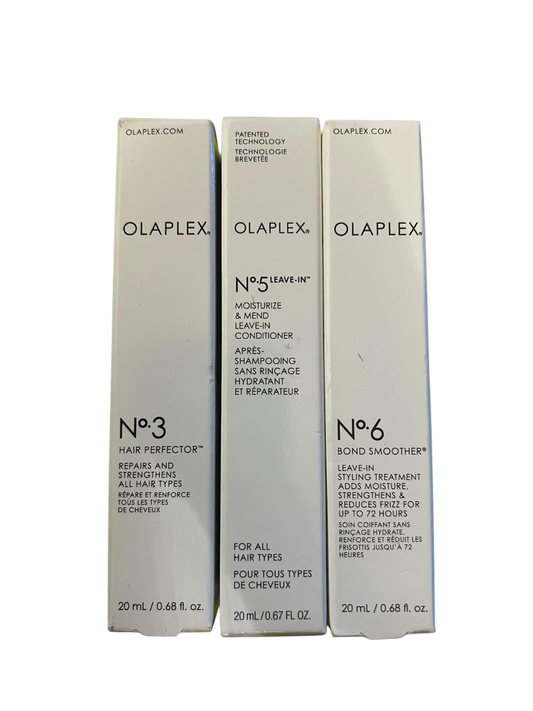 OLAPLEX.COM
OLAPLEX®
Nº.3
HAIR PERFECTOR™
REPAIRS AND
STRENGTHENS
ALL HAIR TYPES
RÉPARE ET RENFORCE
TOUS LES TYPES
DE CHEVEUX
20 mL / 0.68 fl. oz.
PATENTED
TECHNOLOGY
TECHNOLOGIE
BREVETÉE
OLAPLEX®
Nº.5 LEAVE-IN™
MOISTURIZE
& MEND
LEAVE-IN
CONDITIONER
APRÈS-
SHAMPOOING
SANS RINÇAGE
HYDRATANT
ET RÉPARATEUR
FOR ALL
HAIR TYPES
POUR TOUS TYPES
DE CHEVEUX
20 mL / 0.67 FL OZ.
OLAPLEX.COM
OLAPLEX®
Nº.6
BOND SMOOTHER®
LEAVE-IN
STYLING TREATMENT
ADDS MOISTURE,
STRENGTHENS &
REDUCES FRIZZ FOR
UP TO 72 HOURS
SOIN COIFFANT SANS
RINÇAGE HYDRATE,
RENFORCE ET RÉDUIT LES
FRISOTTIS JUSQU'À 72
HEURES
20 mL / 0.68 fl. oz.